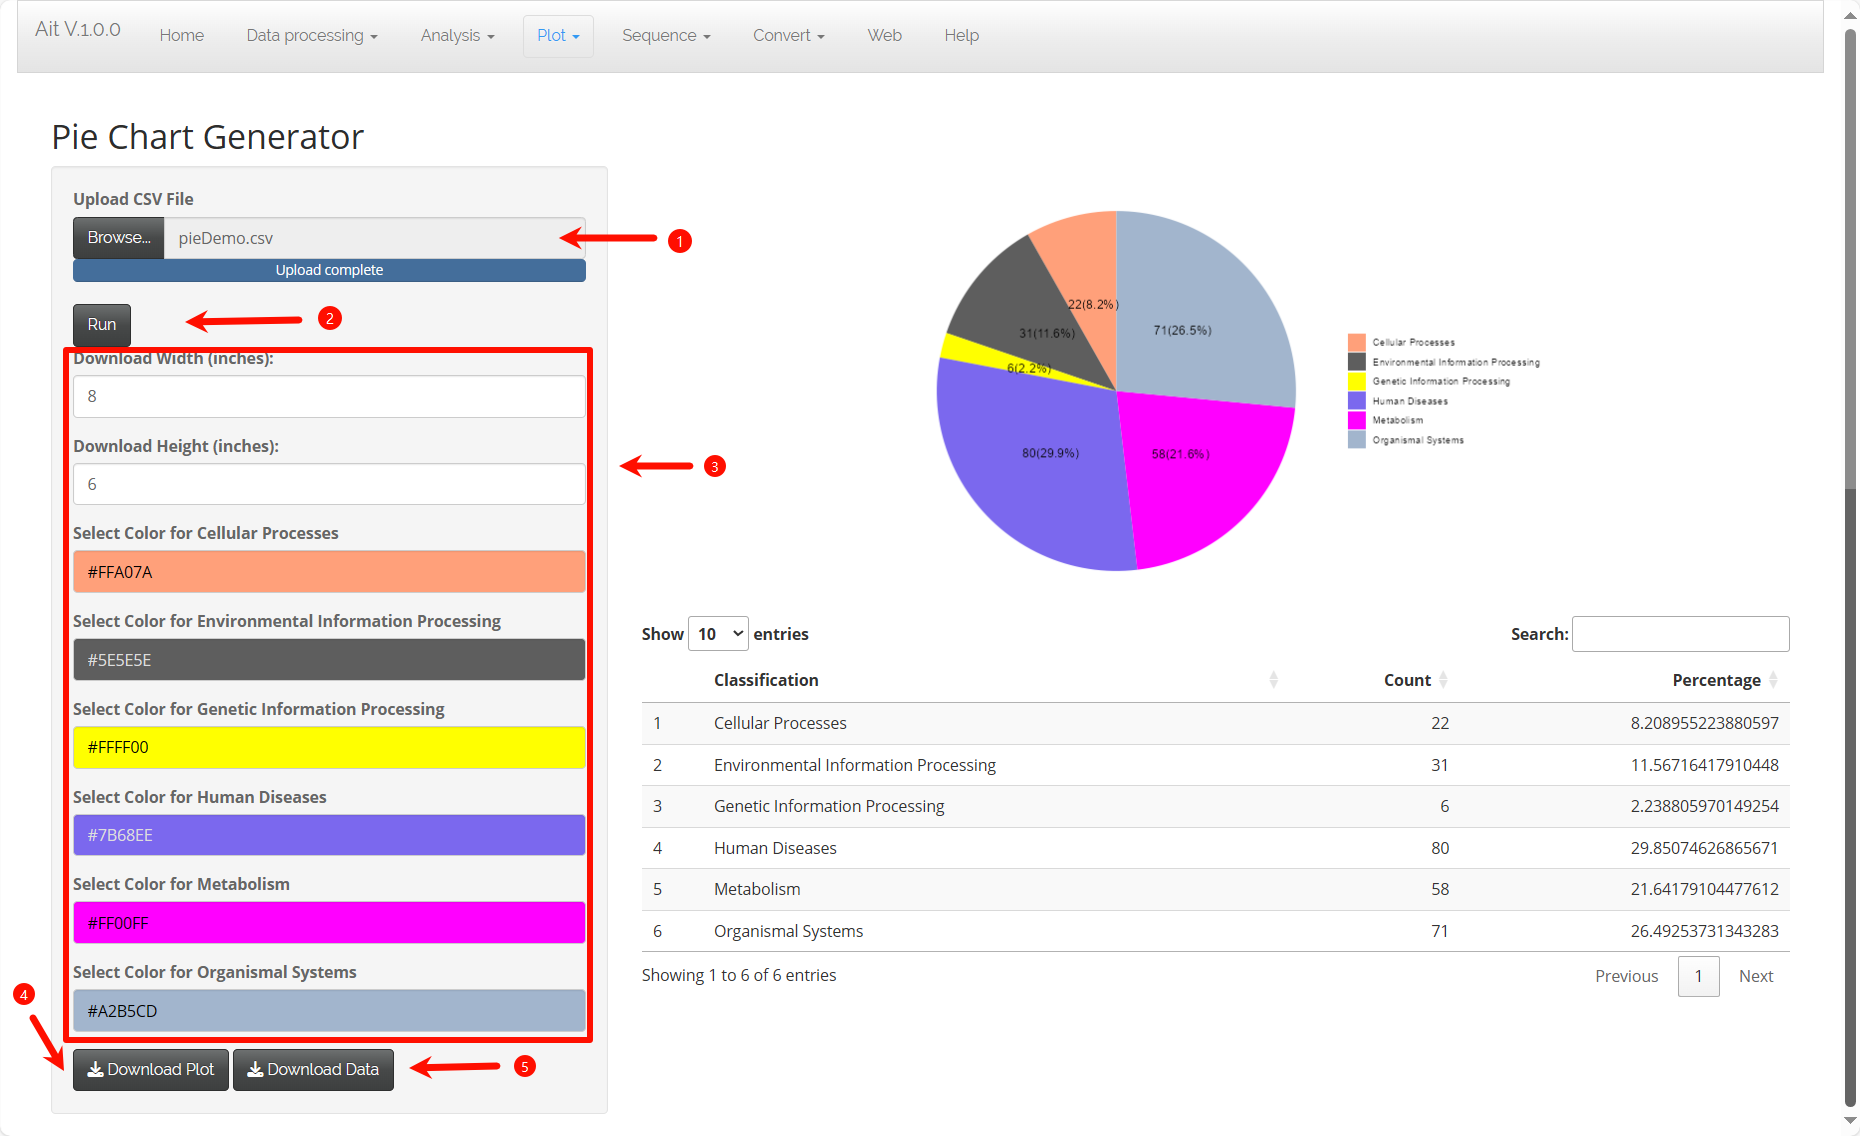 Ait V.1.0.0 Home Data processing Analysis Plot Sequence Convert Web Help
Pie Chart Generator
Upload CSV File
Browse... pieDemo.csv
Upload complete
1
Run
2
Download Width (inches):
8
Download Height (inches):
6
3
Select Color for Cellular Processes
#FFA07A
Select Color for Environmental Information Processing
#5E5E5E
Select Color for Genetic Information Processing
#FFFF00
Select Color for Human Diseases
#7B68EE
Select Color for Metabolism
#FF00FF
Select Color for Organismal Systems
#A2B5CD
4
Download Plot Download Data
5
22(8.2%)
71(26.5%)
31(11.6%)
6(2.2%)
80(29.9%)
58(21.6%)
Cellular Processes
Environmental Information Processing
Genetic Information Processing
Human Diseases
Metabolism
Organismal Systems
Show 10 entries Search:
Classification Count Percentage
1 Cellular Processes 22 8.208955223880597
2 Environmental Information Processing 31 11.56716417910448
3 Genetic Information Processing 6 2.238805970149254
4 Human Diseases 80 29.85074626865671
5 Metabolism 58 21.64179104477612
6 Organismal Systems 71 26.49253731343283
Showing 1 to 6 of 6 entries Previous 1 Next